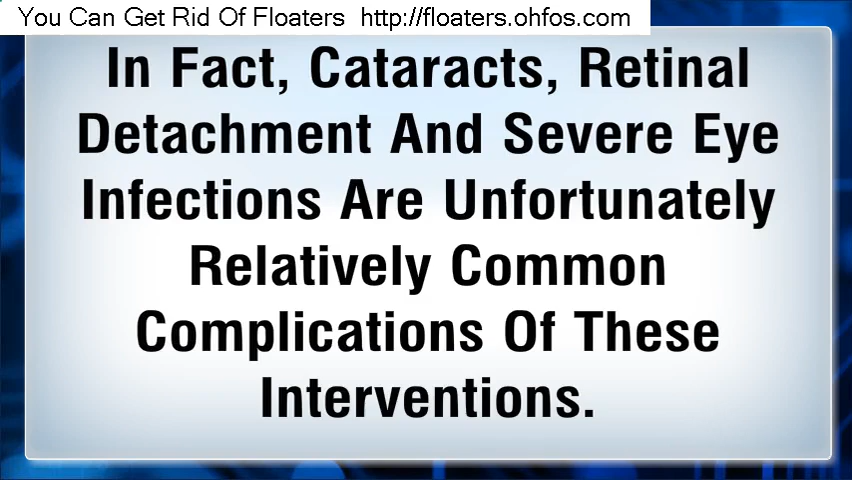 You Can Get Rid Of Floaters http://floaters.ohfos.com
In Fact, Cataracts, Retinal
Detachment And Severe Eye
Infections Are Unfortunately
Relatively Common
Complications Of These
Interventions.